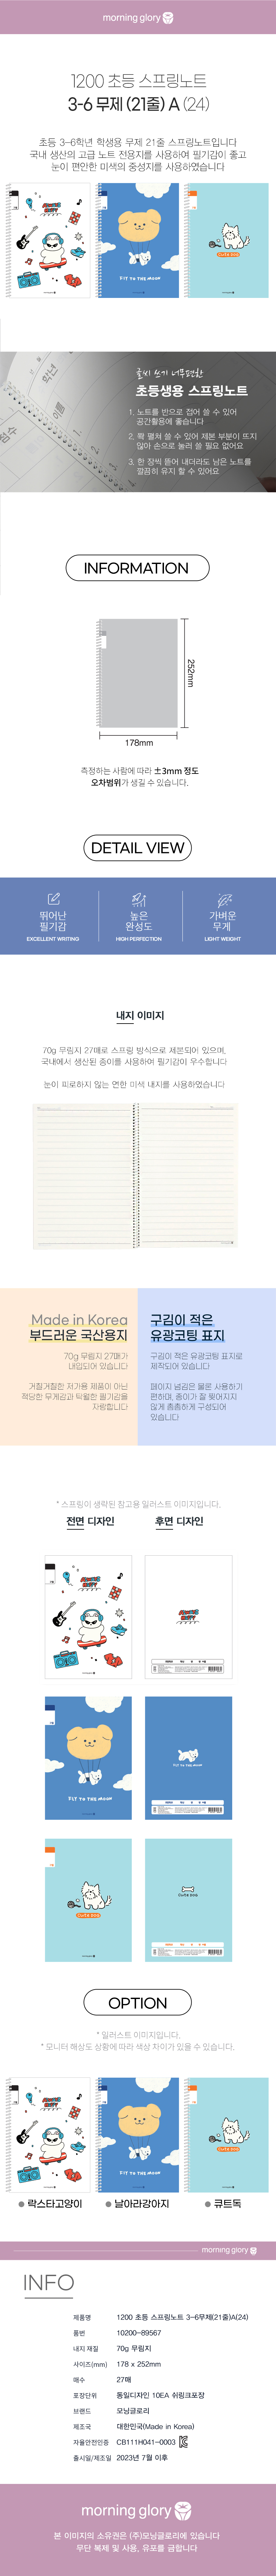 morning glory
1200 초등 스프링노트
3-6 무제 (21줄) A (24)
초등 3~6학년 학생용 무제 21줄 스프링노트입니다
국내 생산의 고급 노트 전용지를 사용하여 필기감이 좋고
눈이 편안한 미색의 중성지를 사용하였습니다
FLY TO THE MOON
CUTE DOG
글씨 쓰기 너무편한
초등생용 스프링노트
1. 노트를 반으로 접어 쓸 수 있어
공간활용에 좋습니다
2. 쫙 펼쳐 쓸 수 있어 제본 부분이 뜨지
않아 손으로 눌러 쓸 필요 없어요
3. 한 장씩 뜯어 내더라도 남은 노트를
깔끔히 유지 할 수 있어요
INFORMATION
252mm
178mm
측정하는 사람에 따라 ±3mm 정도
오차범위가 생길 수 있습니다.
DETAIL VIEW
뛰어난
필기감
EXCELLENT WRITING
높은
완성도
HIGH PERFECTION
가벼운
무게
LIGHT WEIGHT
내지 이미지
70g 무림지 27매로 스프링 방식으로 제본되어 있으며,
국내에서 생산된 종이를 사용하여 필기감이 우수합니다
눈이 피로하지 않는 연한 미색 내지를 사용하였습니다
Made in Korea
부드러운 국산용지
70g 무림지 27매가
내입되어 있습니다
거칠거칠한 저가용 제품이 아닌
적당한 무게감과 탁월한 필기감을
자랑합니다
구김이 적은
유광코팅 표지
구김이 적은 유광코팅 표지로
제작되어 있습니다
페이지 넘김은 물론 사용하기
편하며, 종이가 잘 찢어지지
않게 촘촘하게 구성되어
있습니다
* 스프링이 생략된 참고용 일러스트 이미지입니다.
전면 디자인
후면 디자인
FLY TO THE MOON
FLY TO THE MOON
CUTE DOG
CUTE DOG
OPTION
* 일러스트 이미지입니다.
* 모니터 해상도 상황에 따라 색상 차이가 있을 수 있습니다.
FLY TO THE MOON
CUTE DOG
락스타고양이
날아라강아지
큐트독
morning glory
INFO
제품명 1200 초등 스프링노트 3-6무제(21줄)A(24)
품번 10200-89567
내지 재질 70g 무림지
사이즈(mm) 178 x 252mm
매수 27매
포장단위 동일디자인 10EA 쉬링크포장
브랜드 모닝글로리
제조국 대한민국(Made in Korea)
자율안전인증 CB111H041-0003
출시일/제조일 2023년 7월 이후
morning glory
본 이미지의 소유권은 (주)모닝글로리에 있습니다
무단 복제 및 사용, 유포를 금합니다